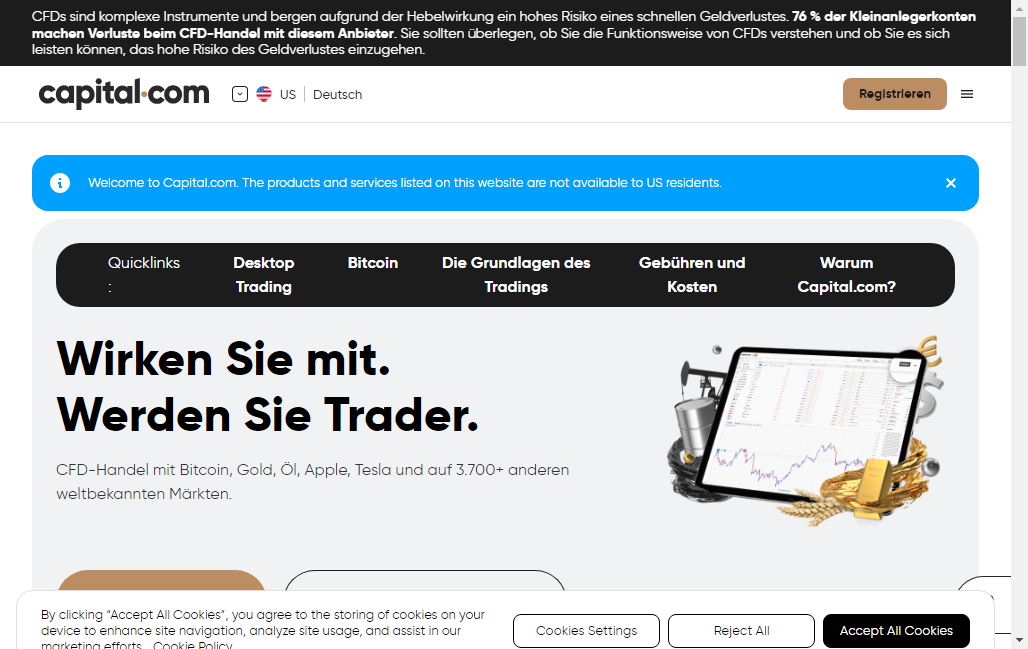 CFDs sind komplexe Instrumente und bergen aufgrund der Hebelwirkung ein hohes Risiko eines schnellen Geldverlustes. 76 % der Kleinanlegerkonten
machen Verluste beim CFD-Handel mit diesem Anbieter. Sie sollten überlegen, ob Sie die Funktionsweise von CFDs verstehen und ob Sie es sich
leisten können, das hohe Risiko des Geldverlustes einzugehen.
capital.com
US
Deutsch
Registrieren
Welcome to Capital.com. The products and services listed on this website are not available to US residents.
Quicklinks
:
Desktop
Trading
Bitcoin
Die Grundlagen des
Tradings
Gebühren und
Kosten
Warum
Capital.com?
Wirken Sie mit.
Werden Sie Trader.
CFD-Handel mit Bitcoin, Gold, Öl, Apple, Tesla und auf 3.700+ anderen
weltbekannten Märkten.
By clicking “Accept All Cookies”, you agree to the storing of cookies on your
device to enhance site navigation, analyze site usage, and assist in our
marketing efforts. Cookie Policy
Cookies Settings
Reject All
Accept All Cookies